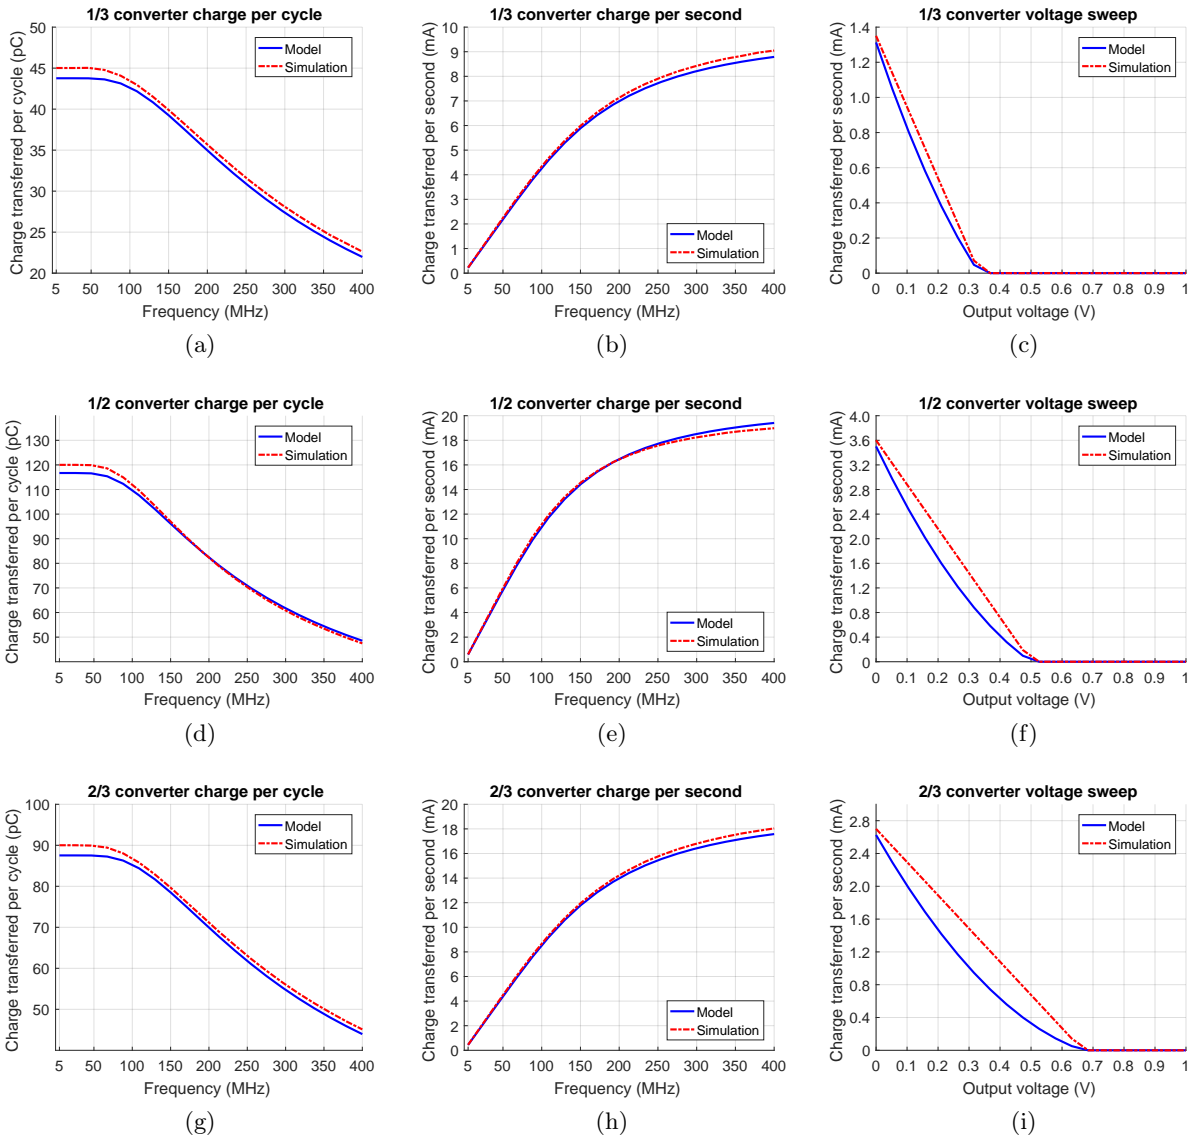 1/3 converter charge per cycle
Charge transferred per cycle (pC)
50
45
40
35
30
25
20
Model
Simulation
5 50 100 150 200 250 300 350 400
Frequency (MHz)
(a)
1/3 converter charge per second
Charge transferred per second (mA)
10
9
8
7
6
5
4
3
2
1
0
Model
Simulation
5 50 100 150 200 250 300 350 400
Frequency (MHz)
(b)
1/3 converter voltage sweep
Charge transferred per second (mA)
1.4
1.2
1.0
0.8
0.6
0.4
0.2
0
Model
Simulation
0 0.1 0.2 0.3 0.4 0.5 0.6 0.7 0.8 0.9 1
Output voltage (V)
(c)
1/2 converter charge per cycle
Charge transferred per cycle (pC)
130
120
110
100
90
80
70
60
50
Model
Simulation
5 50 100 150 200 250 300 350 400
Frequency (MHz)
(d)
1/2 converter charge per second
Charge transferred per second (mA)
20
18
16
14
12
10
8
6
4
2
0
Model
Simulation
5 50 100 150 200 250 300 350 400
Frequency (MHz)
(e)
1/2 converter voltage sweep
Charge transferred per second (mA)
4.0
3.6
3.2
2.8
2.4
2.0
1.6
1.2
0.8
0.4
0
Model
Simulation
0 0.1 0.2 0.3 0.4 0.5 0.6 0.7 0.8 0.9 1
Output voltage (V)
(f)
2/3 converter charge per cycle
Charge transferred per cycle (pC)
100
90
80
70
60
50
Model
Simulation
5 50 100 150 200 250 300 350 400
Frequency (MHz)
(g)
2/3 converter charge per second
Charge transferred per second (mA)
20
18
16
14
12
10
8
6
4
2
0
Model
Simulation
5 50 100 150 200 250 300 350 400
Frequency (MHz)
(h)
2/3 converter voltage sweep
Charge transferred per second (mA)
2.8
2.4
2.0
1.6
1.2
0.8
0.4
0
Model
Simulation
0 0.1 0.2 0.3 0.4 0.5 0.6 0.7 0.8 0.9 1
Output voltage (V)
(i)